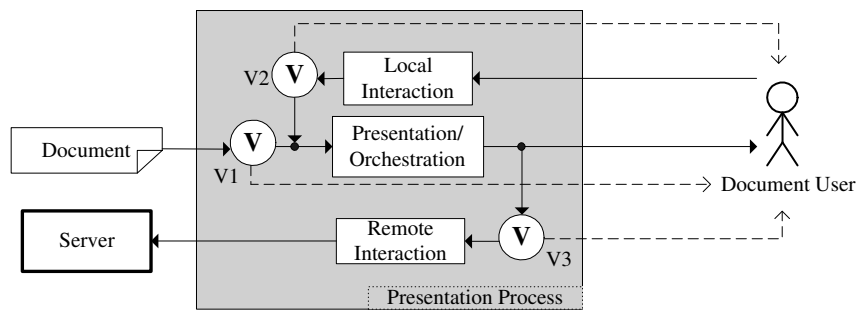 V2
V
Local
Interaction
Document
V
V1
Presentation/
Orchestration
Document User
Server
Remote
Interaction
V
V3
Presentation Process